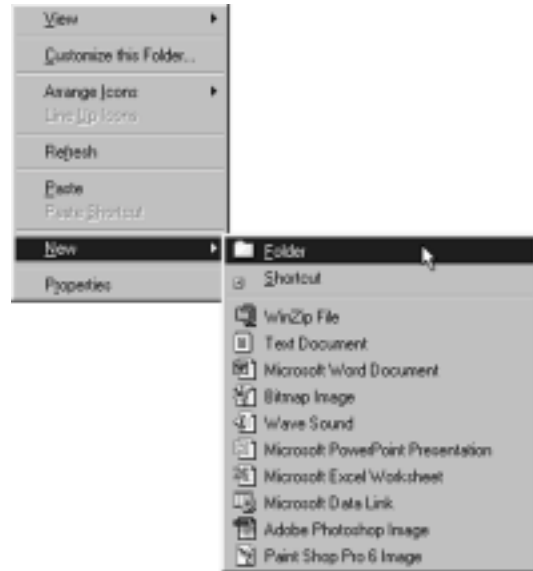 View
Customize this Folder...
Arrange Icons
Line Up Icons
Refresh
Paste
Paste Shortcut
New
Properties
Folder
Shortcut
WinZip File
Text Document
Microsoft Word Document
Bitmap Image
Wave Sound
Microsoft PowerPoint Presentation
Microsoft Excel Worksheet
Microsoft Data Link
Adobe Photoshop Image
Paint Shop Pro 6 Image